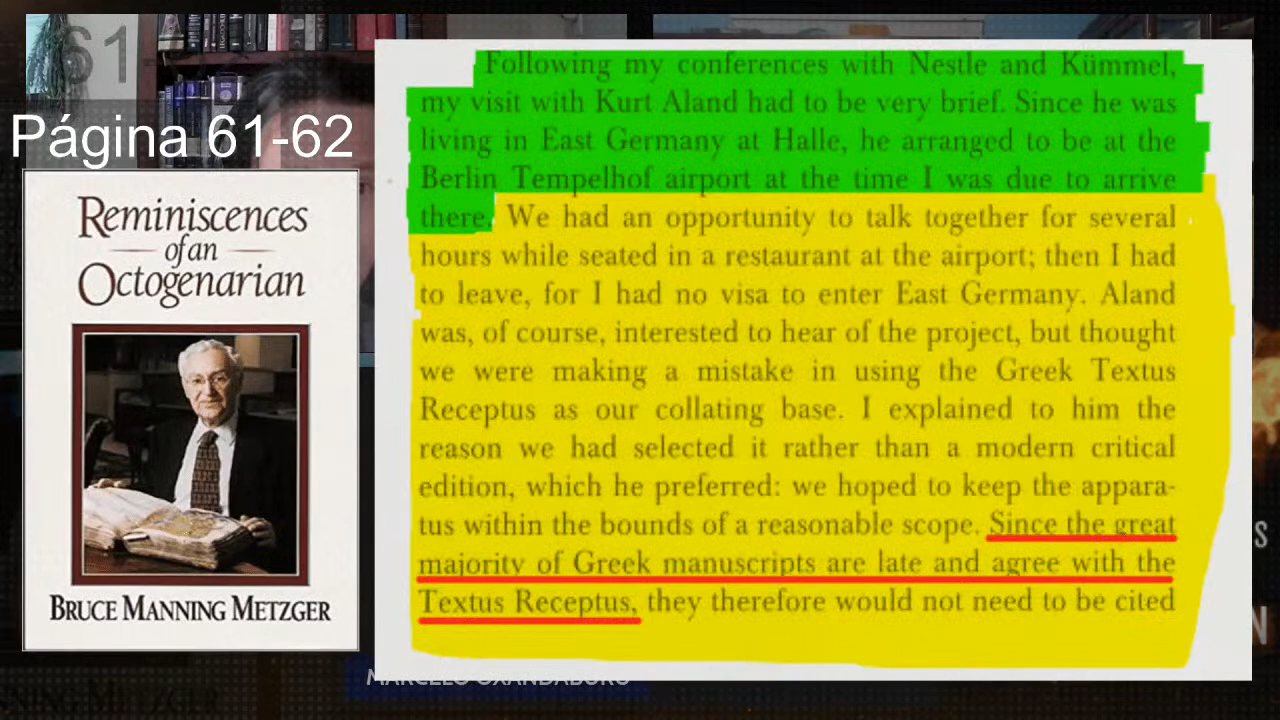 61
Página 61-62
Reminiscences
of an
Octogenarian
BRUCE MANNING METZGER
Following my conferences with Nestle and Kümmel,
my visit with Kurt Aland had to be very brief. Since he was
living in East Germany at Halle, he arranged to be at the
Berlin Tempelhof airport at the time I was due to arrive
there. We had an opportunity to talk together for several
hours while seated in a restaurant at the airport; then I had
to leave, for I had no visa to enter East Germany. Aland
was, of course, interested to hear of the project, but thought
we were making a mistake in using the Greek Textus
Receptus as our collating base. I explained to him the
reason we had selected it rather than a modern critical
edition, which he preferred: we hoped to keep the appara-
tus within the bounds of a reasonable scope. Since the great
majority of Greek manuscripts are late and agree with the
Textus Receptus, they therefore would not need to be cited